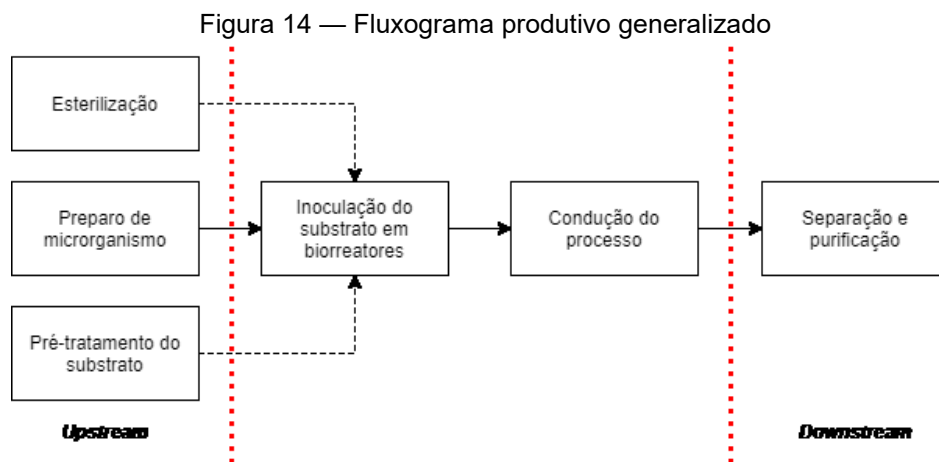 Figura 14 — Fluxograma produtivo generalizado
Esterilização
Preparo de
microrganismo
Pré-tratamento do
substrato
Inoculação do
substrato em
biorreatores
Condução do
processo
Separação e
purificação
Upstream
Downstream